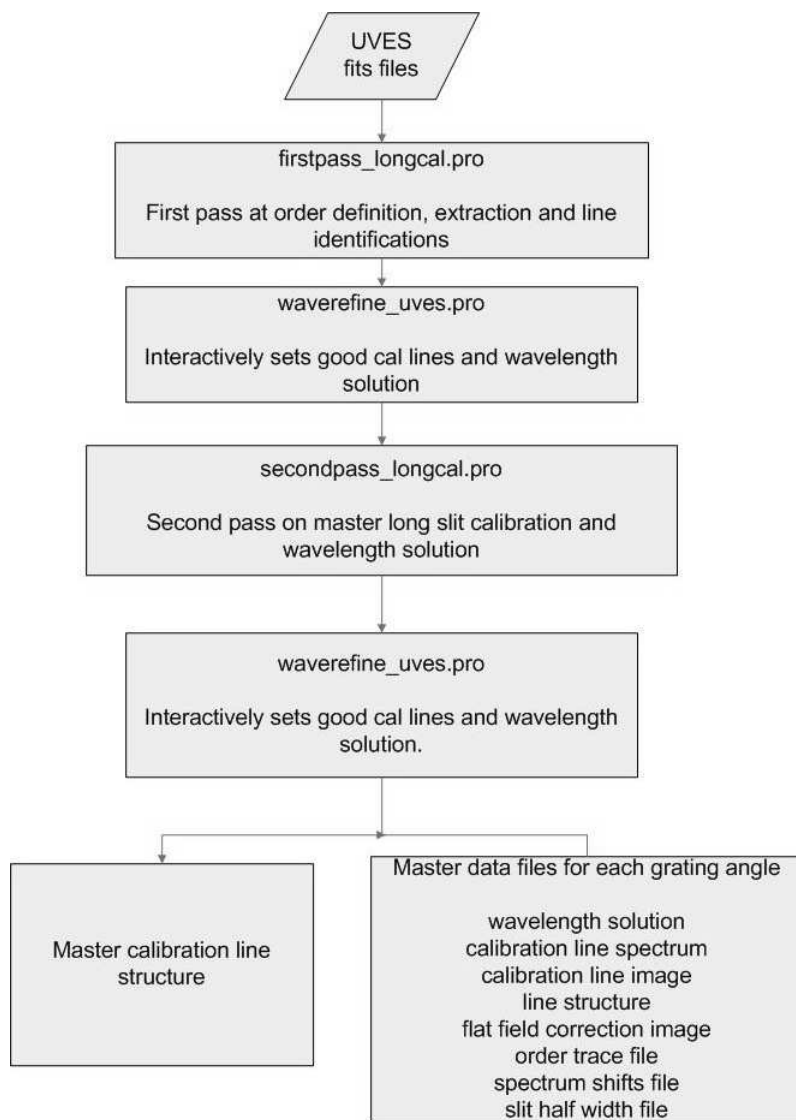 UVES
fits files
firstpass_longcal.pro
First pass at order definition, extraction and line
identifications
waverefine_uves.pro
Interactively sets good cal lines and wavelength
solution
secondpass_longcal.pro
Second pass on master long slit calibration and
wavelength solution
waverefine_uves.pro
Interactively sets good cal lines and wavelength
solution.
Master calibration line
structure
Master data files for each grating angle
wavelength solution
calibration line spectrum
calibration line image
line structure
flat field correction image
order trace file
spectrum shifts file
slit half width file